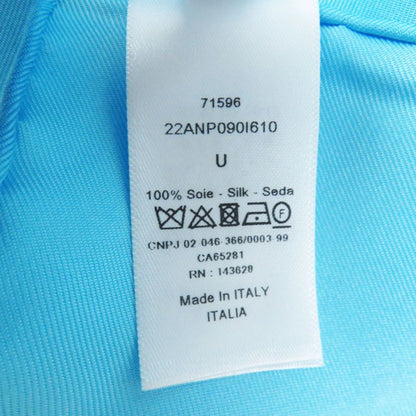 71596
22ANP090I610
U
100% Soie - Silk - Seda
F
CNPJ 02 046 366/0003-99
CA65281
RN : 143628
Made In ITALY
ITALIA